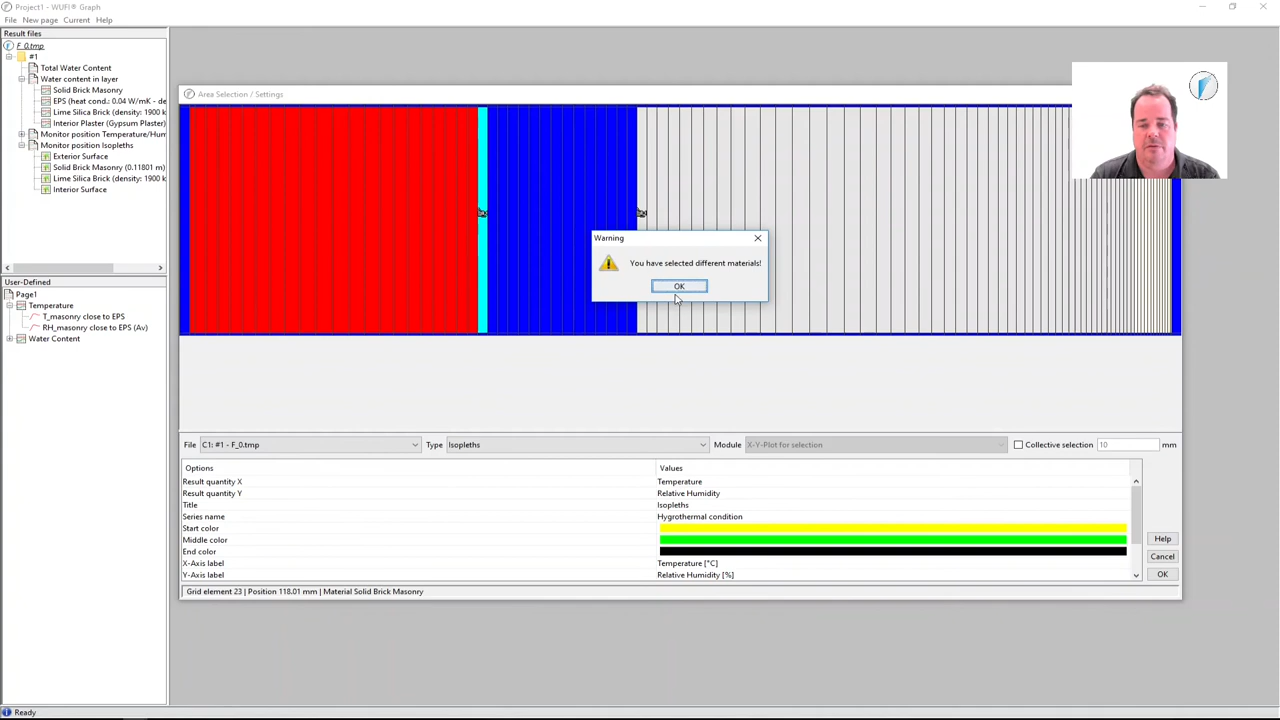 Project1 - WUFI® Graph
File New page Current Help
Result files
F_0.tmp
#1
Total Water Content
Water content in layer
Solid Brick Masonry
EPS (heat cond.: 0.04 W/mK - de
Lime Silica Brick (density: 1900 k
Interior Plaster (Gypsum Plaster)
Monitor position Temperature/Hum
Monitor position Isopleths
Exterior Surface
Solid Brick Masonry (0.11801 m)
Lime Silica Brick (density: 1900 k
Interior Surface
User-Defined
Page1
Temperature
T_masonry close to EPS
RH_masonry close to EPS (Av)
Water Content
Area Selection / Settings
Warning
You have selected different materials!
OK
File C1: #1 - F_0.tmp Type Isopleths Module X-Y-Plot for selection Collective selection 10 mm
Options Values
Result quantity X Temperature
Result quantity Y Relative Humidity
Title Isopleths
Series name Hygrothermal condition
Start color
Middle color
End color
X-Axis label Temperature [°C]
Y-Axis label Relative Humidity [%]
Help
Cancel
OK
Grid element 23 | Position 118.01 mm | Material Solid Brick Masonry
Ready